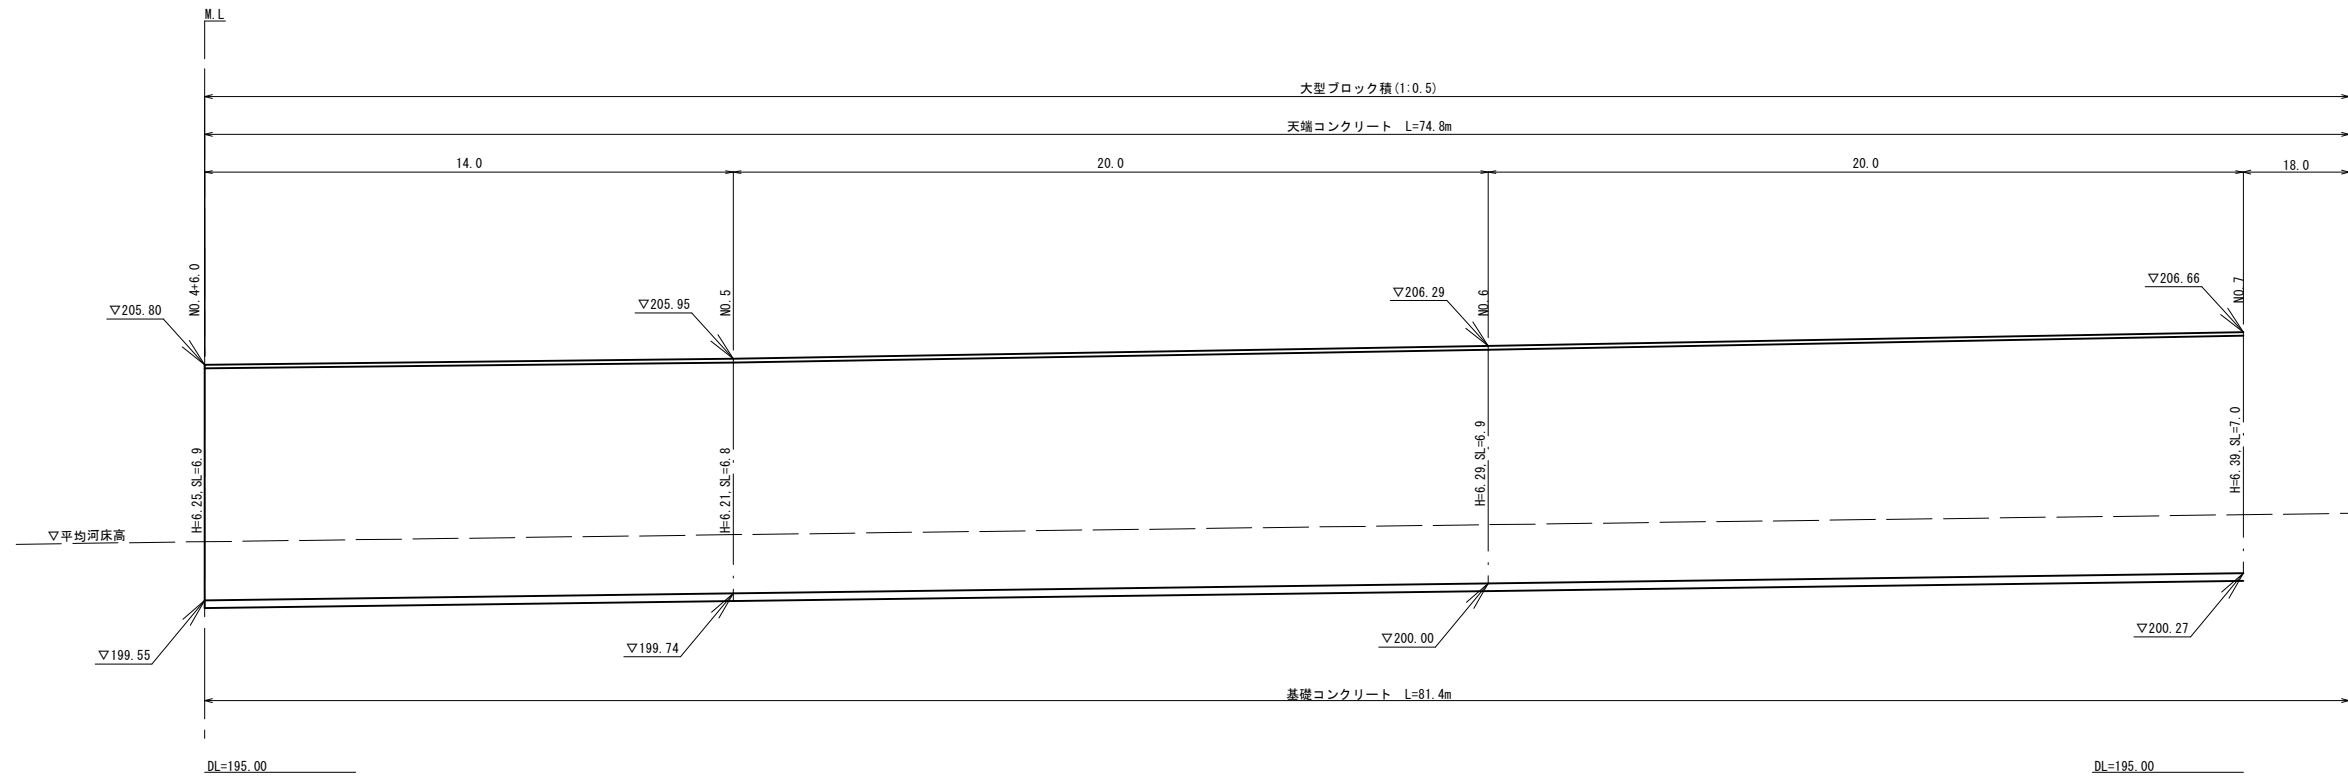 M.L
大型ブロック積(1:0.5)
天端コンクリート L=74.8m
14.0
20.0
20.0
18.0
NO.4+6.0
NO.5
NO.6
NO.7
▽205.80
▽205.95
▽206.29
▽206.66
H=6.25,SL=6.9
H=6.21,SL=6.8
H=6.29,SL=6.9
H=6.39,SL=7.0
▽平均河床高
▽199.55
▽199.74
▽200.00
▽200.27
基礎コンクリート L=81.4m
DL=195.00
DL=195.00